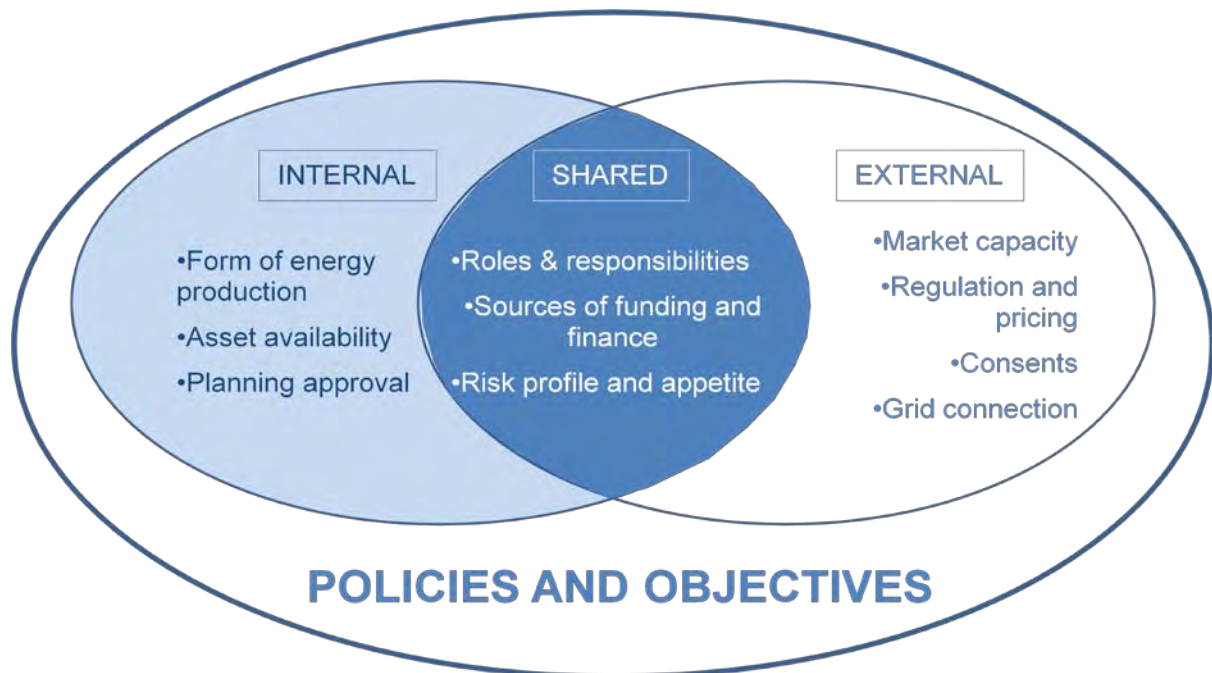 INTERNAL
•Form of energy
production
•Asset availability
•Planning approval
SHARED
•Roles & responsibilities
•Sources of funding and
finance
•Risk profile and appetite
EXTERNAL
•Market capacity
•Regulation and
pricing
•Consents
•Grid connection
POLICIES AND OBJECTIVES